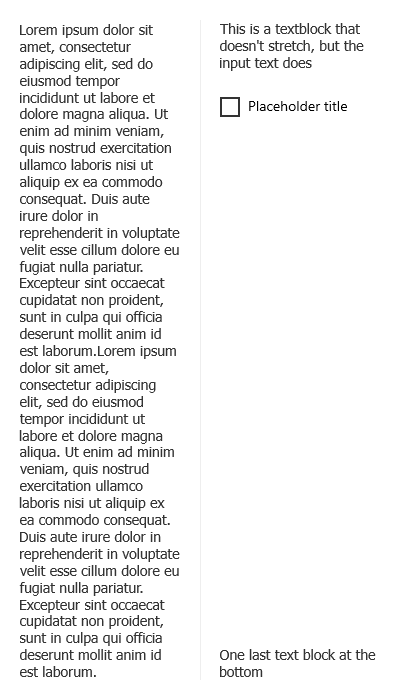 Lorem ipsum dolor sit
amet, consectetur
adipiscing elit, sed do
eiusmod tempor
incididunt ut labore et
dolore magna aliqua. Ut
enim ad minim veniam,
quis nostrud exercitation
ullamco laboris nisi ut
aliquip ex ea commodo
consequat. Duis aute
irure dolor in
reprehenderit in voluptate
velit esse cillum dolore eu
fugiat nulla pariatur.
Excepteur sint occaecat
cupidatat non proident,
sunt in culpa qui officia
deserunt mollit anim id
est laborum.Lorem ipsum
dolor sit amet,
consectetur adipiscing
elit, sed do eiusmod
tempor incididunt ut
labore et dolore magna
aliqua. Ut enim ad minim
veniam, quis nostrud
exercitation ullamco
laboris nisi ut aliquip ex
ea commodo consequat.
Duis aute irure dolor in
reprehenderit in voluptate
velit esse cillum dolore eu
fugiat nulla pariatur.
Excepteur sint occaecat
cupidatat non proident,
sunt in culpa qui officia
deserunt mollit anim id
est laborum.
This is a textblock that
doesn't stretch, but the
input text does
Placeholder title
One last text block at the
bottom